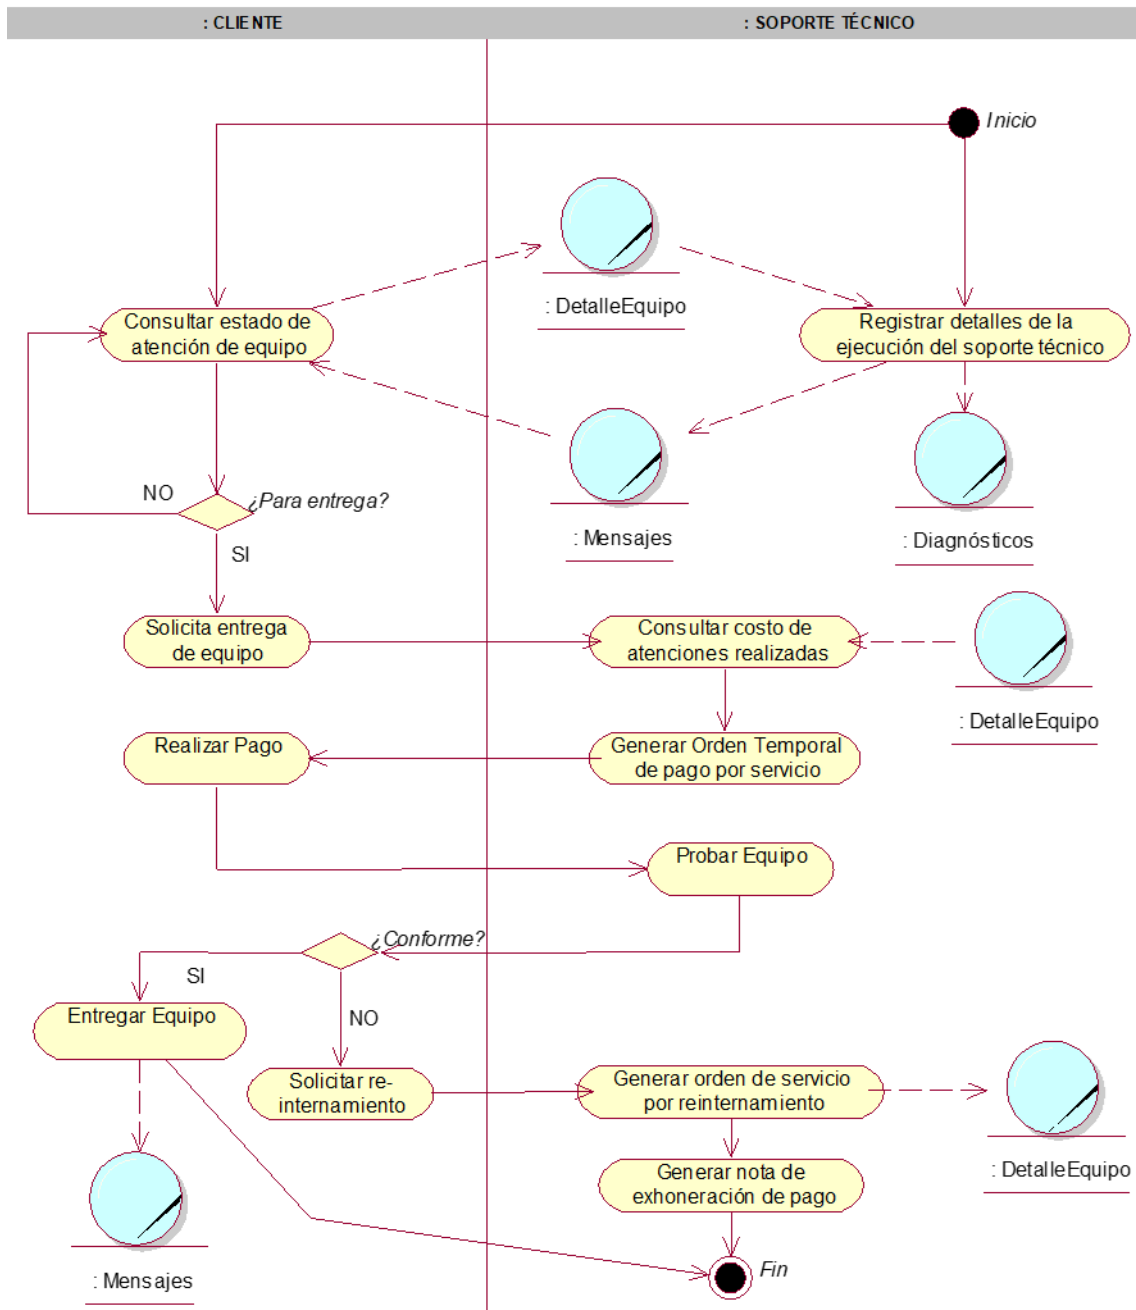 : CLIENTE
: SOPORTE TÉCNICO
Inicio
: DetalleEquipo
Consultar estado de
atención de equipo
Registrar detalles de la
ejecución del soporte técnico
NO
¿Para entrega?
: Mensajes
: Diagnósticos
SI
Solicita entrega
de equipo
Consultar costo de
atenciones realizadas
: DetalleEquipo
Realizar Pago
Generar Orden Temporal
de pago por servicio
Probar Equipo
¿Conforme?
SI
Entregar Equipo
NO
Solicitar re-
internamiento
Generar orden de servicio
por reinternamiento
: DetalleEquipo
Generar nota de
exhoneración de pago
: Mensajes
Fin